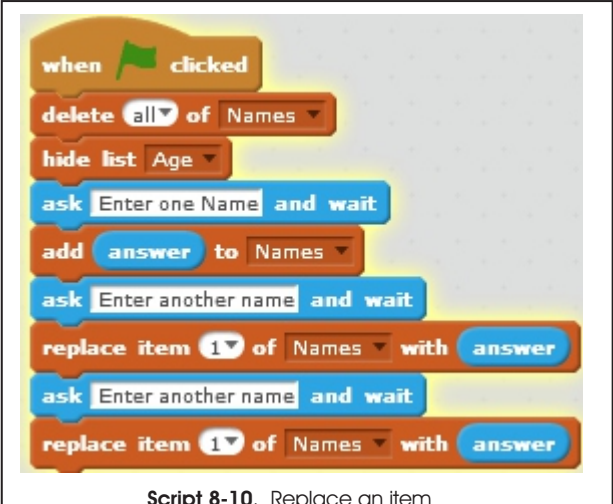 when clicked
delete all of Names
hide list Age
ask Enter one Name and wait
add answer to Names
ask Enter another name and wait
replace item 1 of Names with answer
ask Enter another name and wait
replace item 1 of Names with answer
Script 8-10. Replace an item